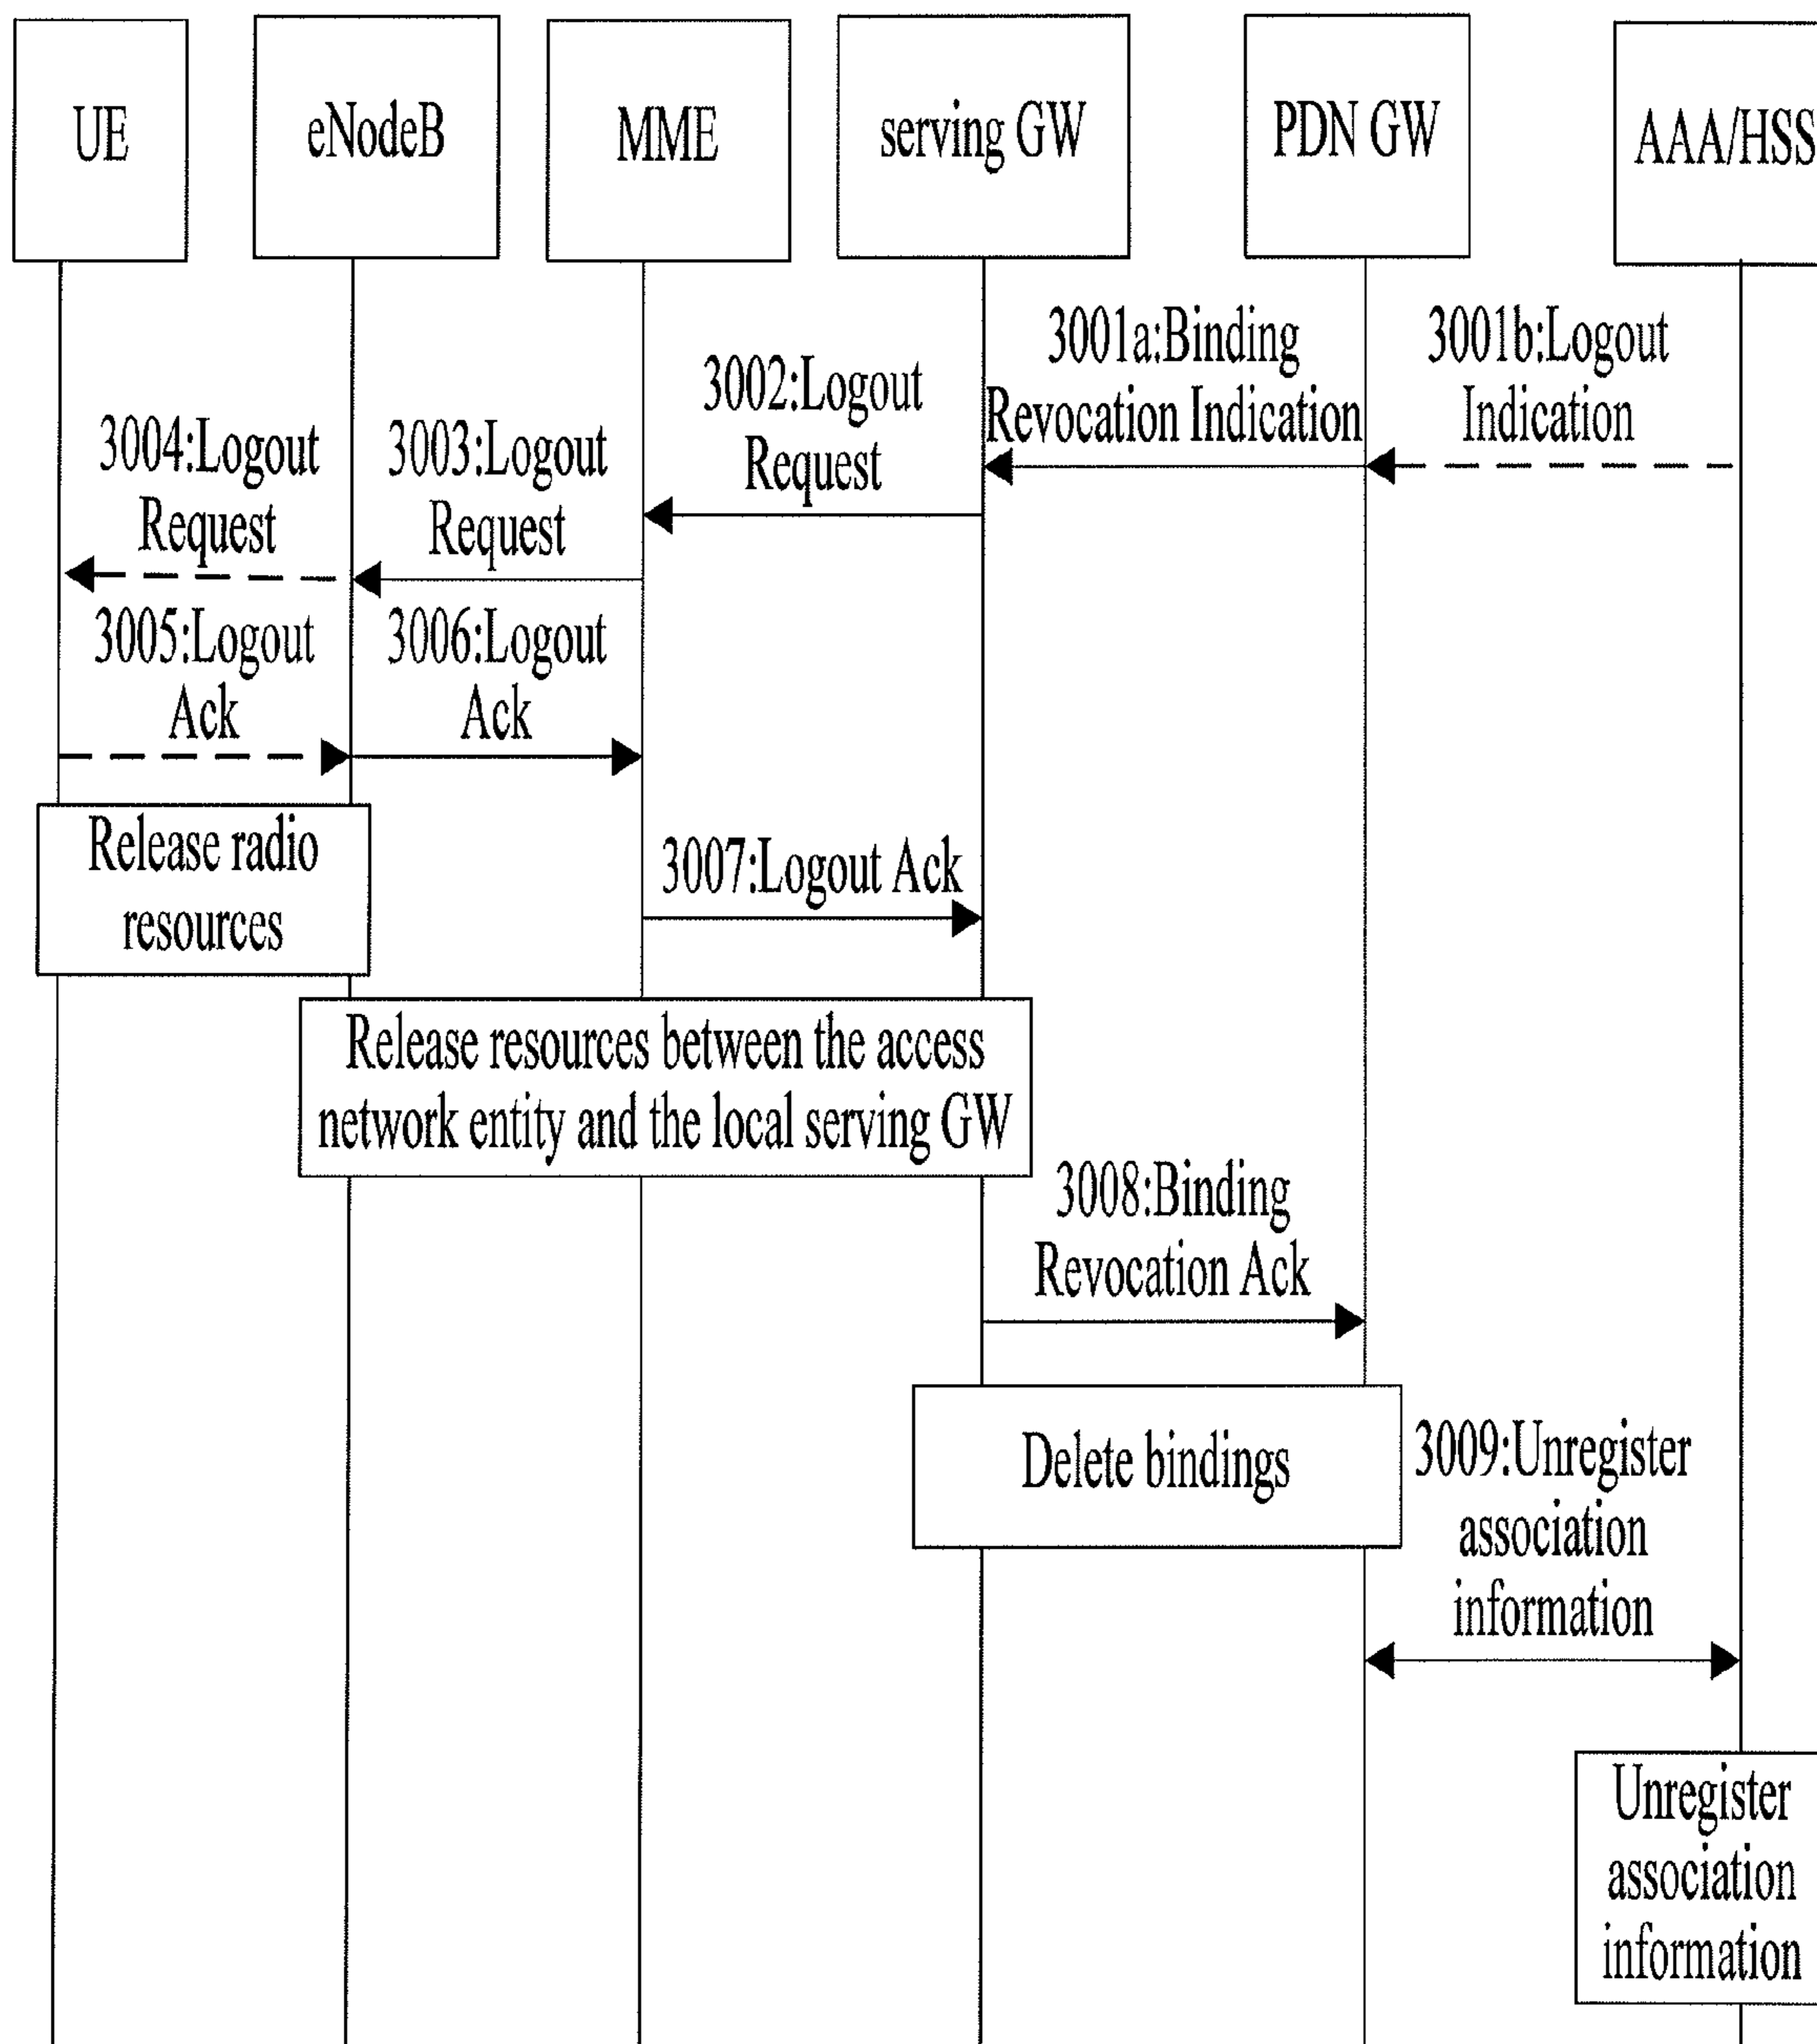 UE
eNodeB
MME
serving GW
PDN GW
AAA/HSS
3001a:Binding
Revocation Indication
3001b:Logout
Indication
3002:Logout
Request
3003:Logout
Request
3004:Logout
Request
3005:Logout
Ack
3006:Logout
Ack
Release radio
resources
3007:Logout Ack
Release resources between the access
network entity and the local serving GW
3008:Binding
Revocation Ack
Delete bindings
3009:Unregister
association
information
Unregister
association
information